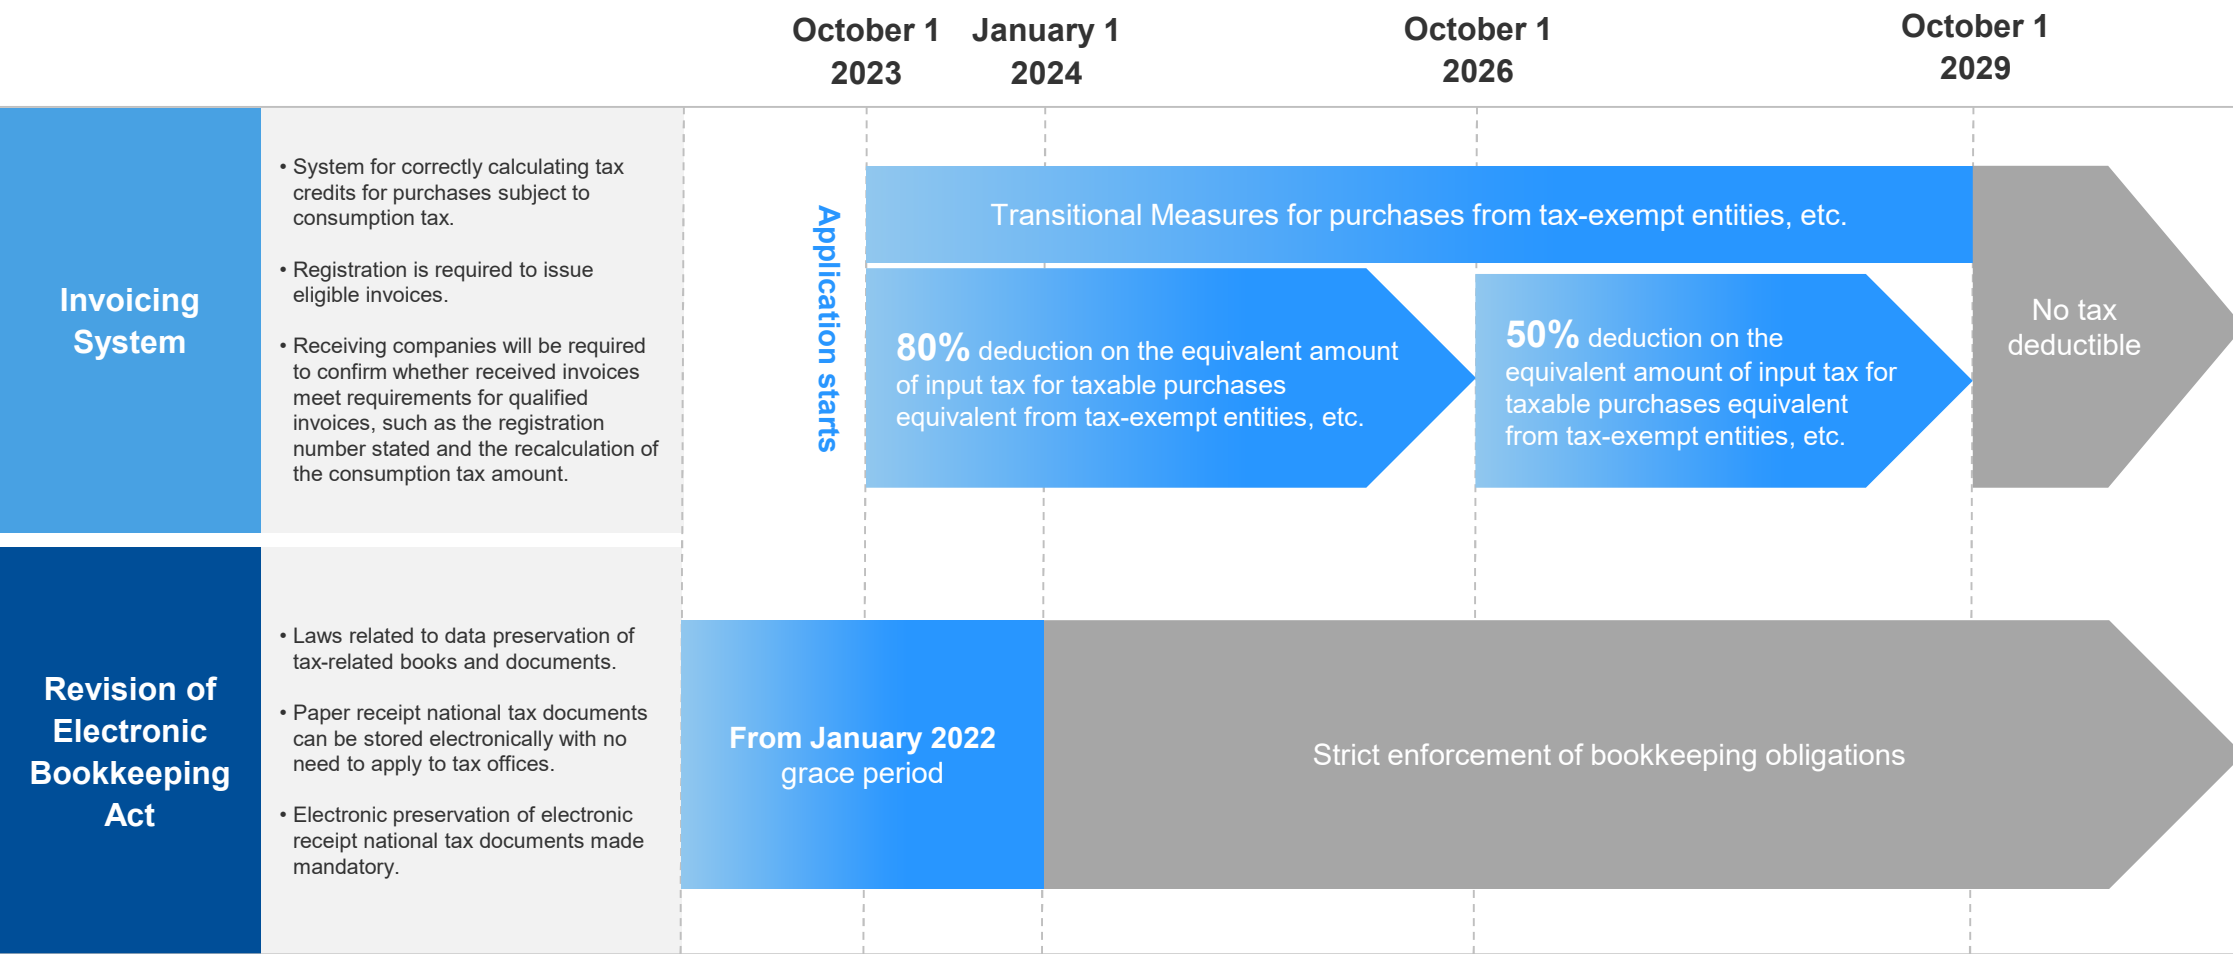 October 1
2023
January 1
2024
October 1
2026
October 1
2029
Invoicing
System
• System for correctly calculating tax
credits for purchases subject to
consumption tax.
• Registration is required to issue
eligible invoices.
• Receiving companies will be required
to confirm whether received invoices
meet requirements for qualified
invoices, such as the registration
number stated and the recalculation of
the consumption tax amount.
Application starts
Transitional Measures for purchases from tax-exempt entities, etc.
80% deduction on the equivalent amount
of input tax for taxable purchases
equivalent from tax-exempt entities, etc.
50% deduction on the
equivalent amount of input tax for
taxable purchases equivalent
from tax-exempt entities, etc.
No tax
deductible
Revision of
Electronic
Bookkeeping
Act
• Laws related to data preservation of
tax-related books and documents.
• Paper receipt national tax documents
can be stored electronically with no
need to apply to tax offices.
• Electronic preservation of electronic
receipt national tax documents made
mandatory.
From January 2022
grace period
Strict enforcement of bookkeeping obligations